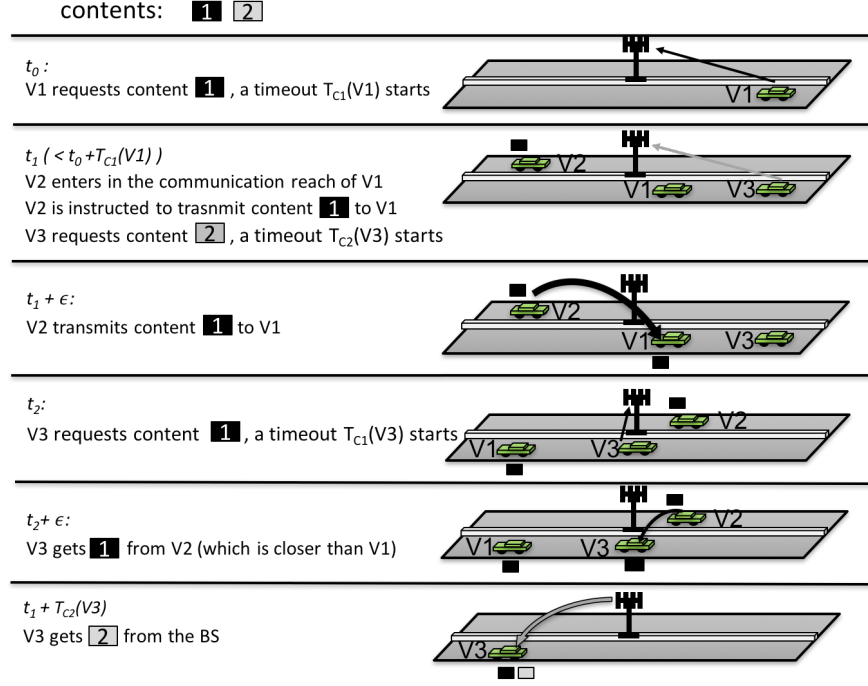 contents: 1 2
t0 :
V1 requests content 1 , a timeout TC1(V1) starts
V1
t1 ( < t0 +TC1(V1) )
V2 enters in the communication reach of V1
V2 is instructed to trasnmit content 1 to V1
V3 requests content 2 , a timeout TC2(V3) starts
V2
V1 V3
t1 + ϵ:
V2 transmits content 1 to V1
V2
V1 V3
t2:
V3 requests content 1 , a timeout TC1(V3) starts
V2
V1 V3
t2+ ϵ:
V3 gets 1 from V2 (which is closer than V1)
V2
V1 V3
t1 + TC2(V3)
V3 gets 2 from the BS
V3